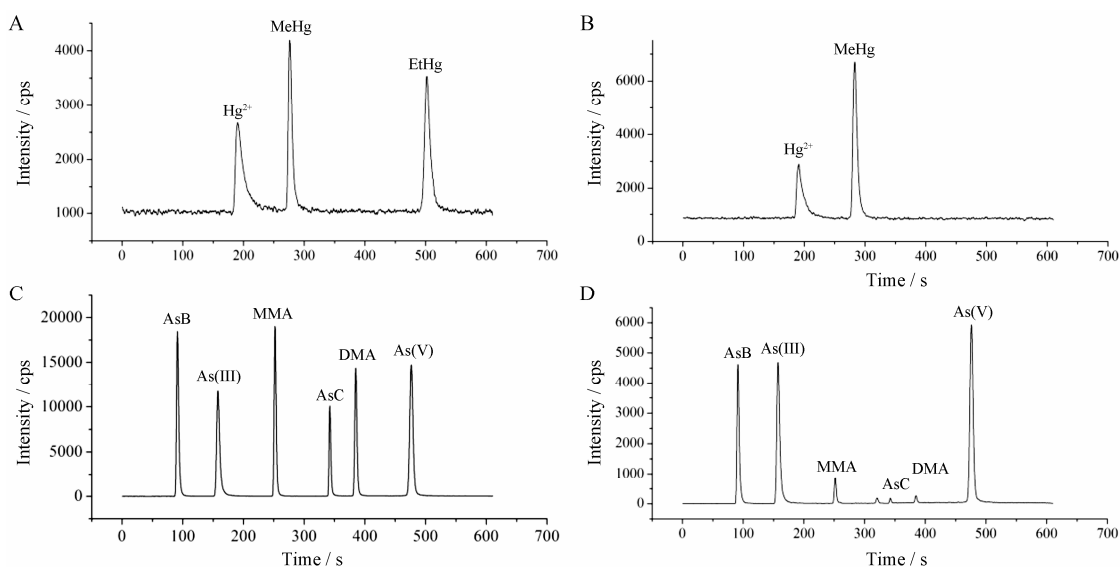 A
MeHg
EtHg
Hg²⁺
Intensity / cps
4000
3000
2000
1000
0 100 200 300 400 500 600 700
B
MeHg
Hg²⁺
Intensity / cps
6000
4000
2000
0
0 100 200 300 400 500 600 700
Time / s
C
AsB
As(III)
MMA
AsC
DMA
As(V)
Intensity / cps
20000
15000
10000
5000
0
0 100 200 300 400 500 600 700
Time / s
D
AsB
As(III)
MMA
AsC
DMA
As(V)
Intensity / cps
6000
5000
4000
3000
2000
1000
0
0 100 200 300 400 500 600 700
Time / s